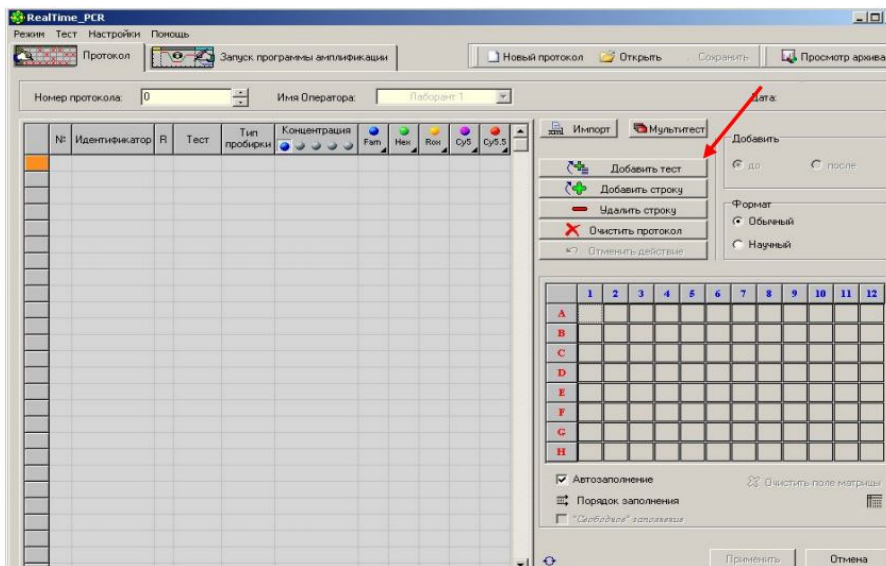 RealTime_PCR
Режим Тест Настройки Помощь
Протокол Запуск программы амплификации Новый протокол Открыть Сохранить Просмотр архива
Номер протокола: 0 Имя Оператора: Лаборант 1 Дата:
№ Идентификатор R Тест Тип пробирки Концентрация Fam Hex Rox Cy5 Cy5.5
Импорт Мультитест
Добавить
до после
Добавить тест
Добавить строку
Удалить строку
Очистить протокол
Отменить действие
Формат
Обычный
Научный
1 2 3 4 5 6 7 8 9 10 11 12
A
B
C
D
E
F
G
H
Автозаполнение Очистить поле матрицы
Порядок заполнения
"Свободное" заполнение
Применить Отмена